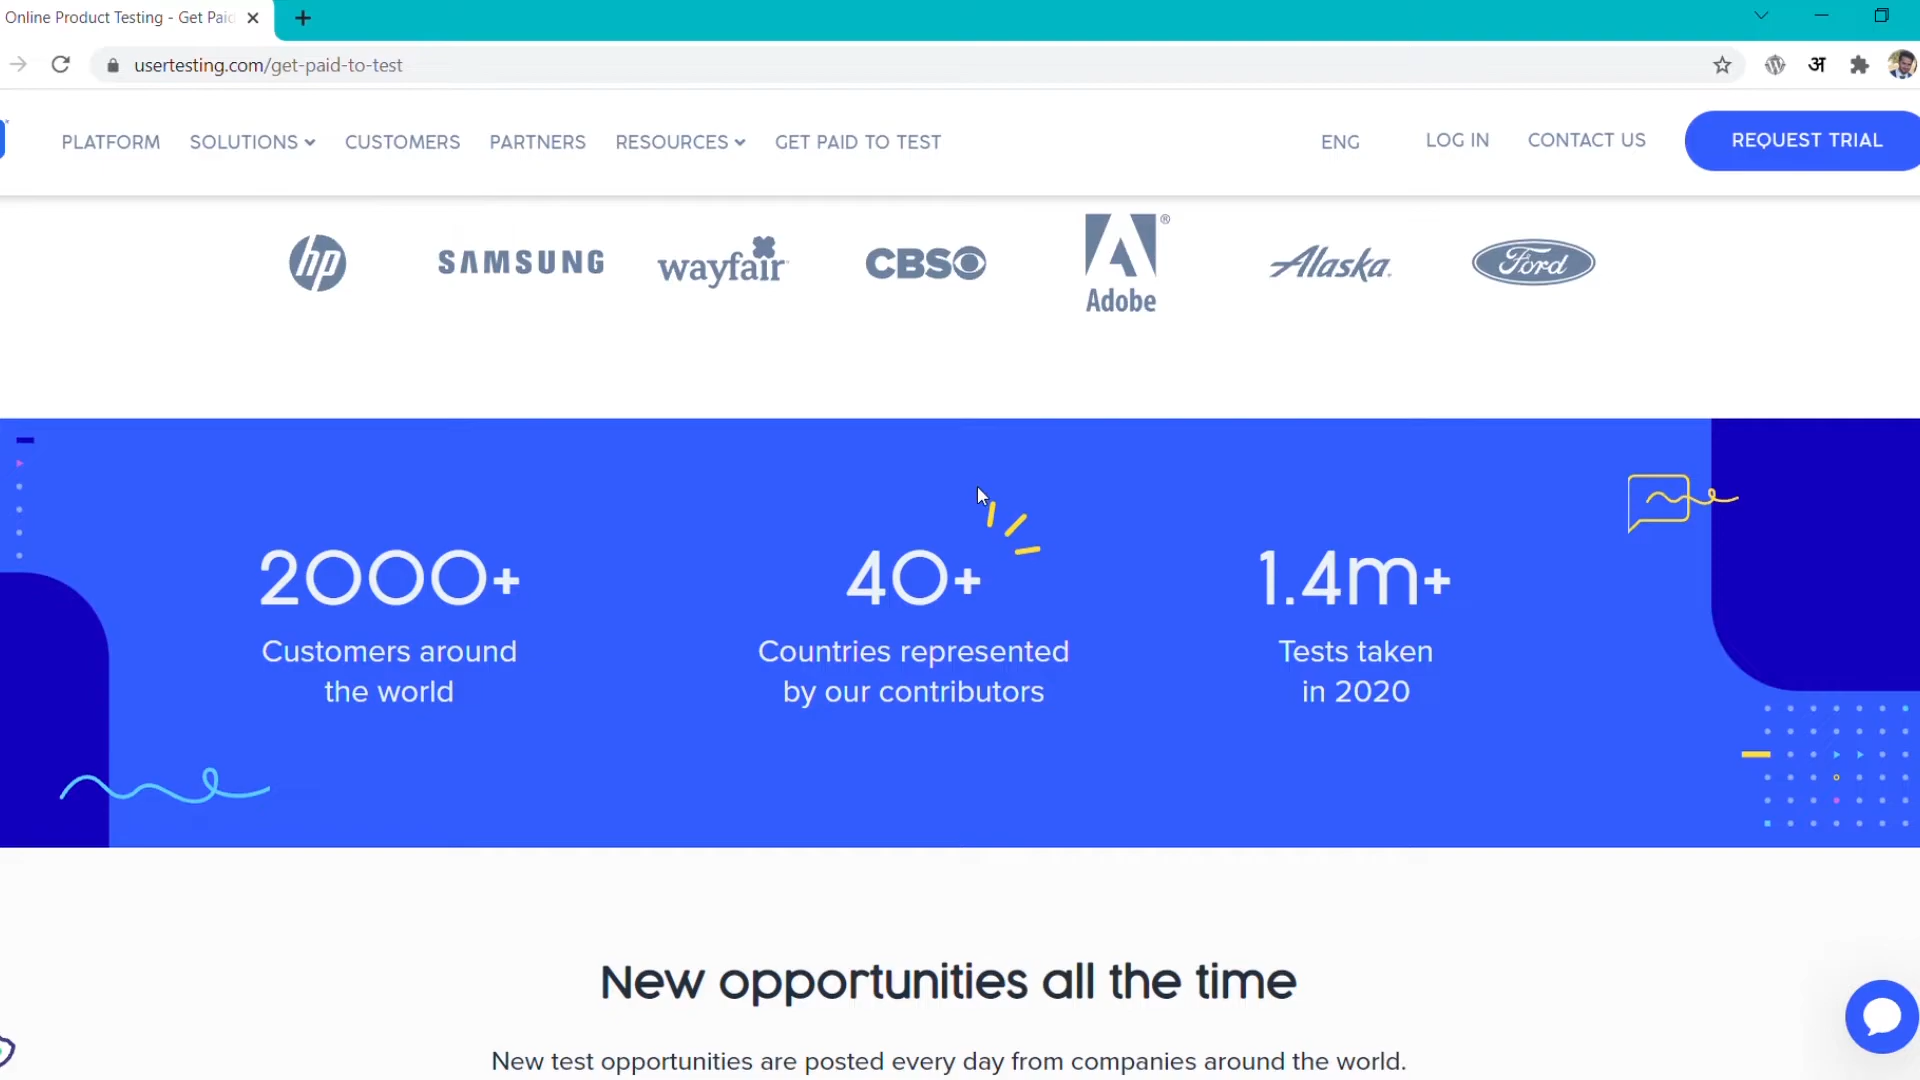 Online Product Testing - Get Paid
usertesting.com/get-paid-to-test
अ
PLATFORM SOLUTIONS CUSTOMERS PARTNERS RESOURCES GET PAID TO TEST ENG LOG IN CONTACT US REQUEST TRIAL
hp SAMSUNG wayfair CBS Adobe Alaska Ford
2000+ 40+ 1.4m+
Customers around Countries represented Tests taken
the world by our contributors in 2020
New opportunities all the time
New test opportunities are posted every day from companies around the world.